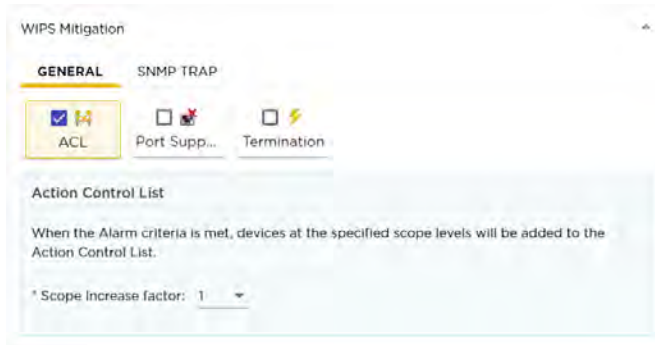 WIPS Mitigation
GENERAL SNMP TRAP
ACL Port Supp... Termination
Action Control List
When the Alarm criteria is met, devices at the specified scope levels will be added to the
Action Control List.
* Scope Increase factor: 1